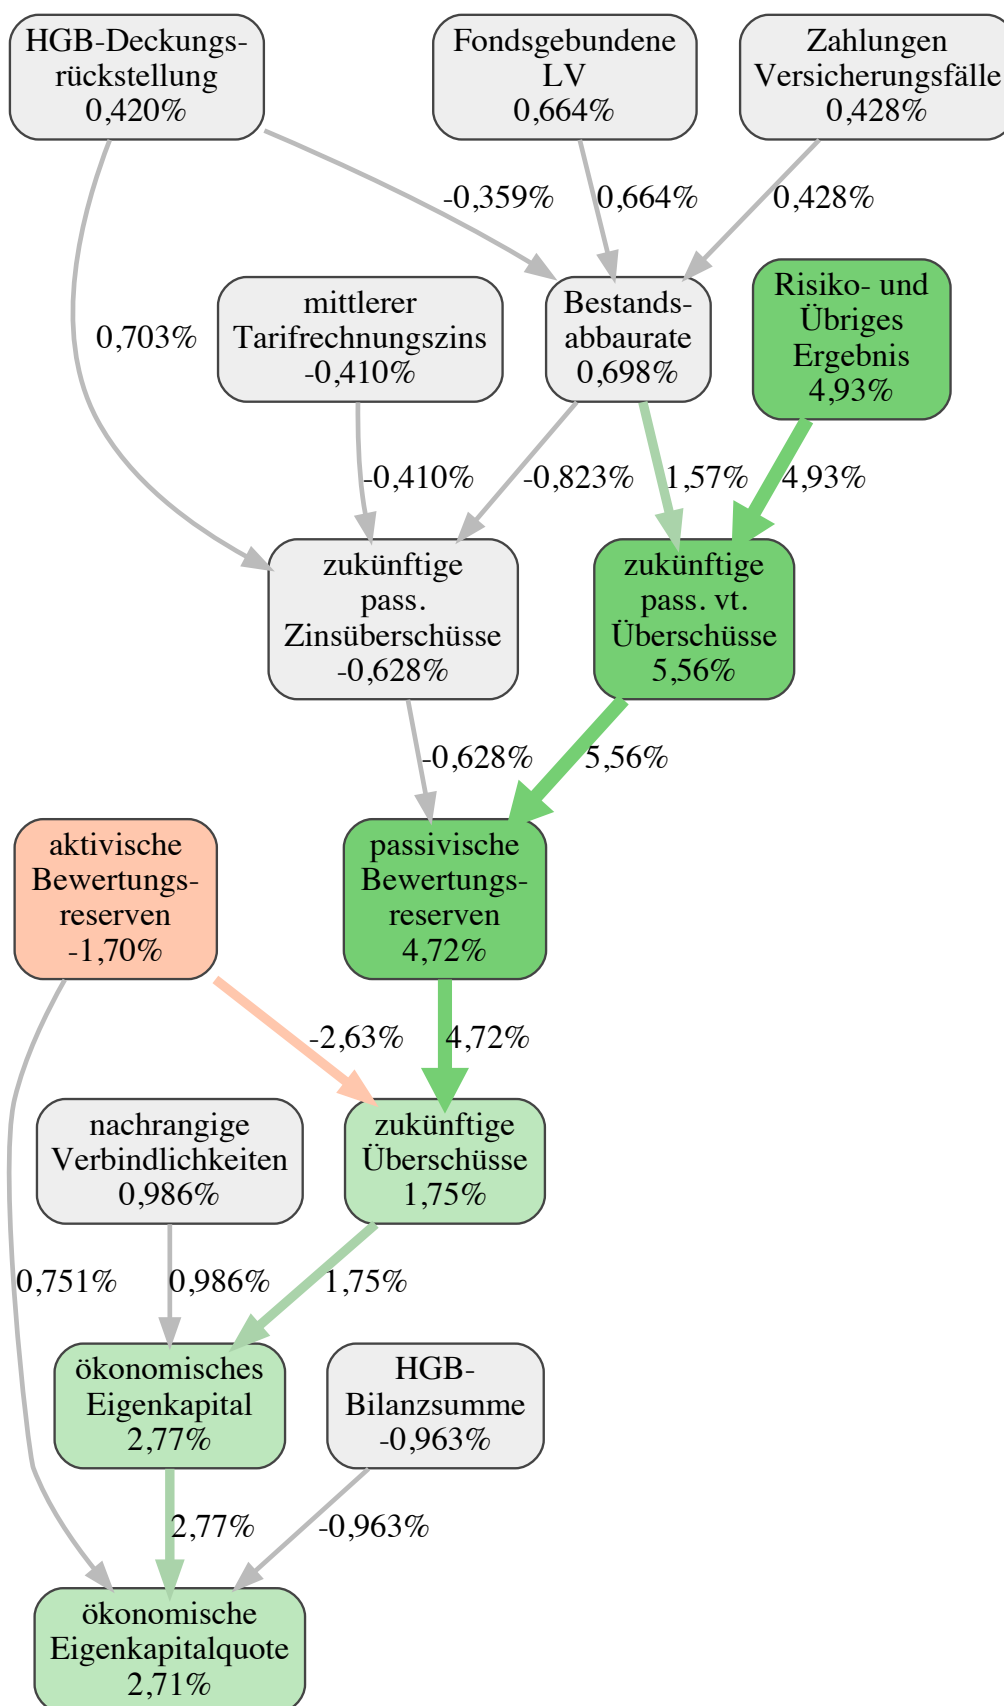 HGB-Deckungs-
rückstellung
0,420%
Fondsgebundene
LV
0,664%
Zahlungen
Versicherungsfälle
0,428%
-0,359%
0,664%
0,428%
mittlerer
Tarifrechnungszins
-0,410%
Bestands-
abbaurate
0,698%
Risiko- und
Übriges
Ergebnis
4,93%
0,703%
-0,410%
-0,823%
1,57%
4,93%
zukünftige
pass.
Zinsüberschüsse
-0,628%
zukünftige
pass. vt.
Überschüsse
5,56%
-0,628%
5,56%
aktivische
Bewertungs-
reserven
-1,70%
passivische
Bewertungs-
reserven
4,72%
-2,63%
4,72%
nachrangige
Verbindlichkeiten
0,986%
zukünftige
Überschüsse
1,75%
0,751%
0,986%
1,75%
ökonomisches
Eigenkapital
2,77%
HGB-
Bilanzsumme
-0,963%
2,77%
-0,963%
ökonomische
Eigenkapitalquote
2,71%